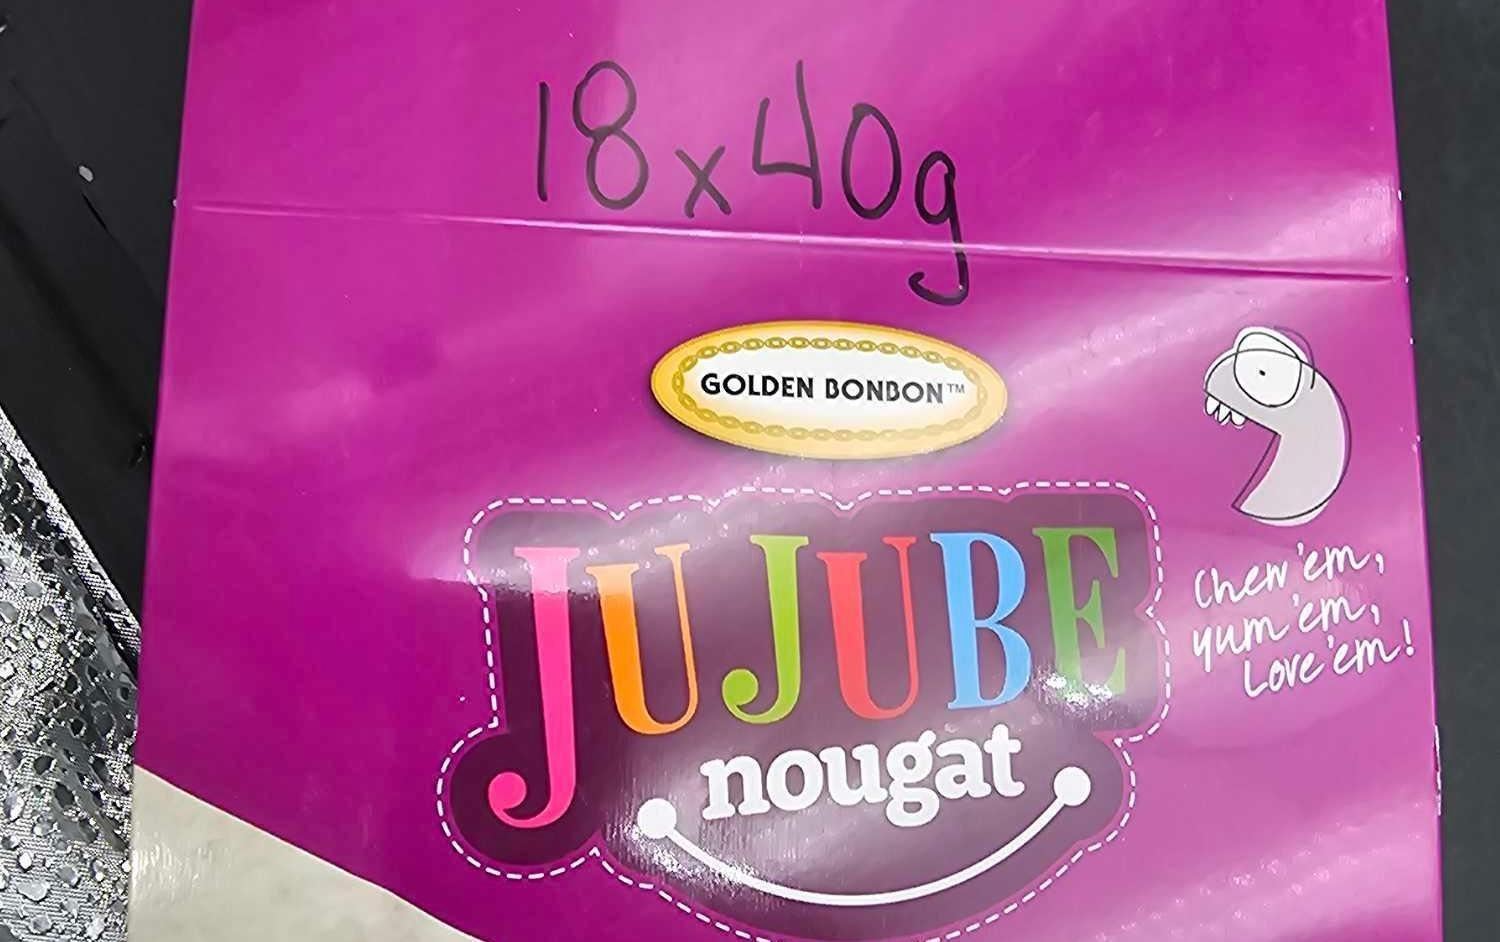 18x40g
GOLDEN BONBON™
JUJUBE
nougat
Chew 'em,
yum 'em,
Love 'em!